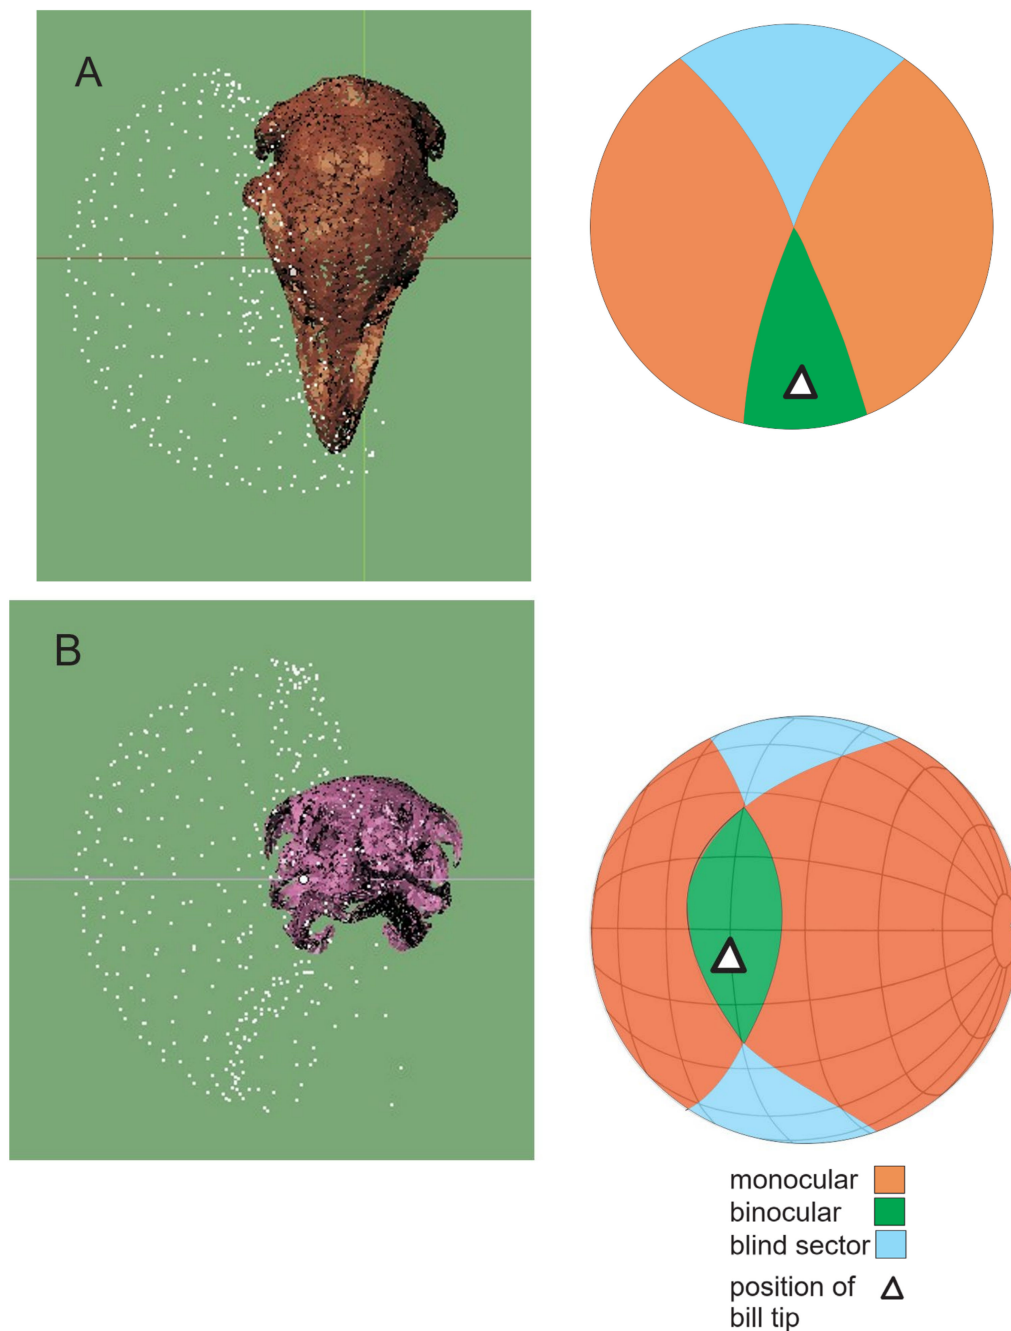 A
B
monocular
binocular
blind sector
position of
bill tip